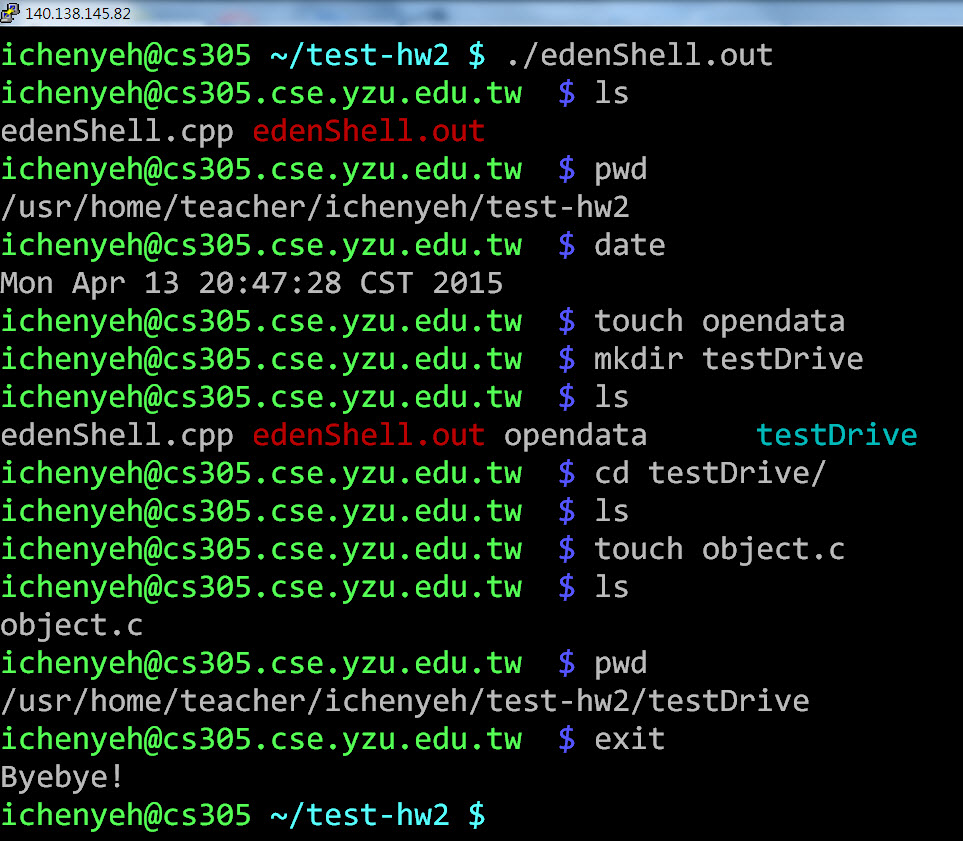 140.138.145.82
ichenyeh@cs305 ~/test-hw2 $ ./edenShell.out
ichenyeh@cs305.cse.yzu.edu.tw  $ ls
edenShell.cpp edenShell.out
ichenyeh@cs305.cse.yzu.edu.tw  $ pwd
/usr/home/teacher/ichenyeh/test-hw2
ichenyeh@cs305.cse.yzu.edu.tw  $ date
Mon Apr 13 20:47:28 CST 2015
ichenyeh@cs305.cse.yzu.edu.tw  $ touch opendata
ichenyeh@cs305.cse.yzu.edu.tw  $ mkdir testDrive
ichenyeh@cs305.cse.yzu.edu.tw  $ ls
edenShell.cpp edenShell.out opendata      testDrive
ichenyeh@cs305.cse.yzu.edu.tw  $ cd testDrive/
ichenyeh@cs305.cse.yzu.edu.tw  $ ls
ichenyeh@cs305.cse.yzu.edu.tw  $ touch object.c
ichenyeh@cs305.cse.yzu.edu.tw  $ ls
object.c
ichenyeh@cs305.cse.yzu.edu.tw  $ pwd
/usr/home/teacher/ichenyeh/test-hw2/testDrive
ichenyeh@cs305.cse.yzu.edu.tw  $ exit
Byebye!
ichenyeh@cs305 ~/test-hw2 $